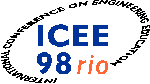 INTERNATIONAL CONFERENCE ON ENGINEERING EDUCATION
ICEE
98 rio